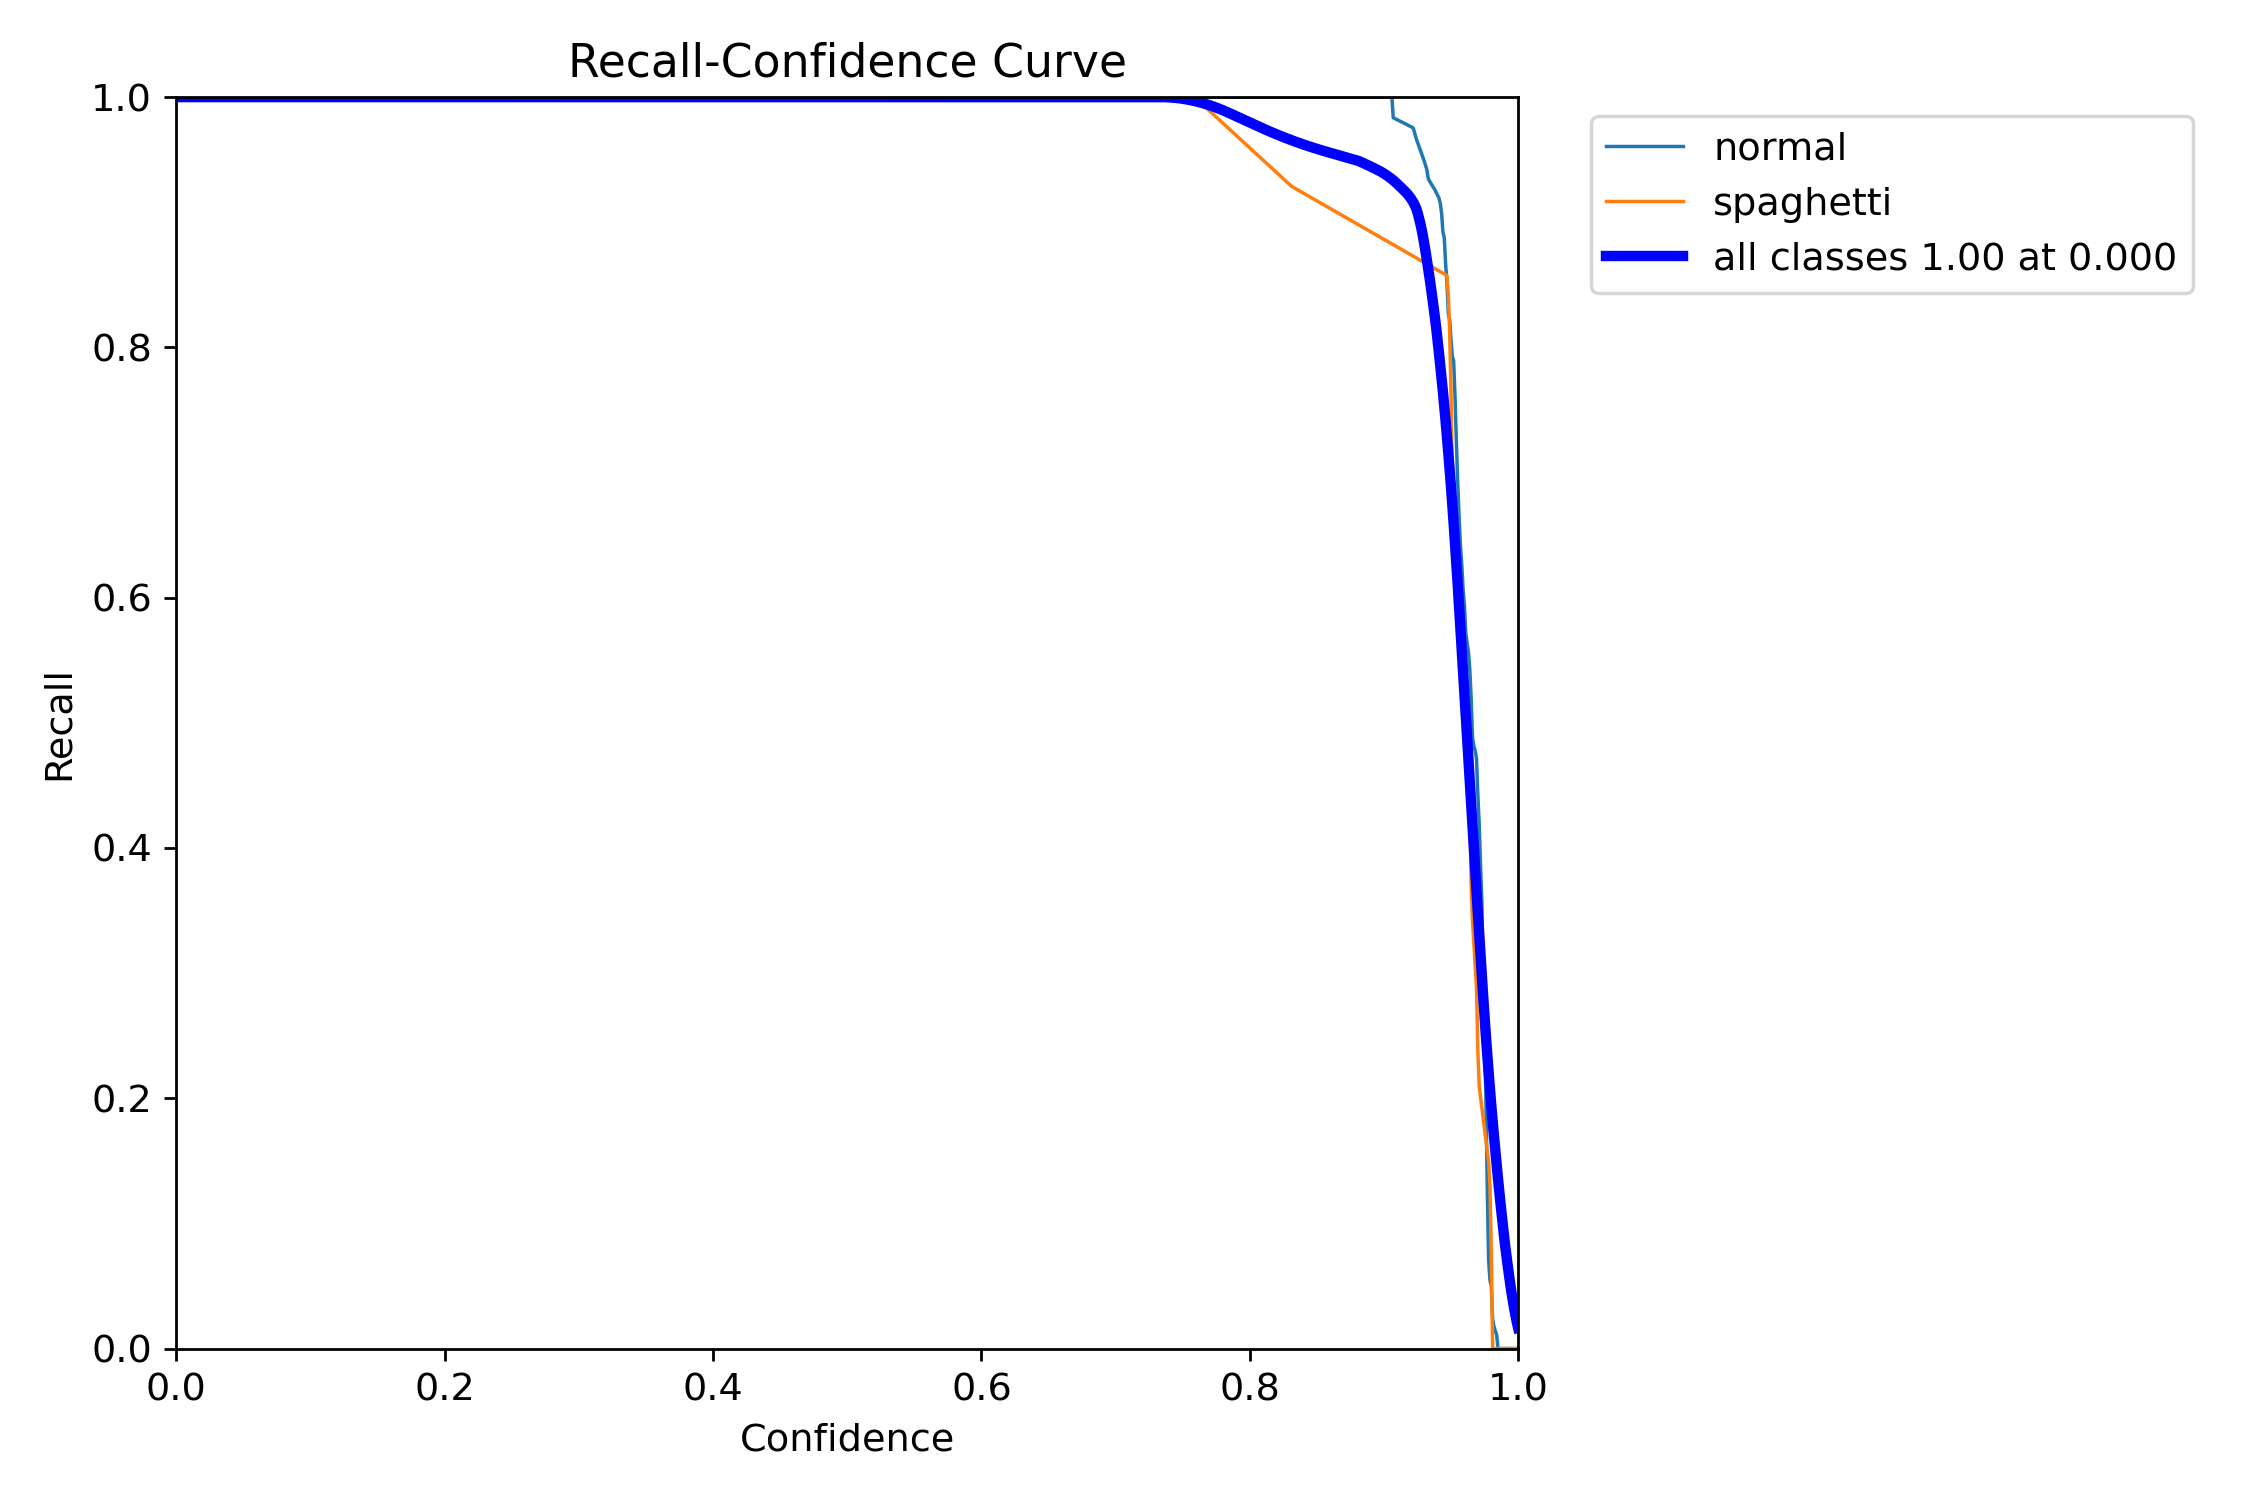 Recall-Confidence Curve
1.0
0.8
0.6
0.4
0.2
0.0
Recall
0.0 0.2 0.4 0.6 0.8 1.0
Confidence
normal
spaghetti
all classes 1.00 at 0.000